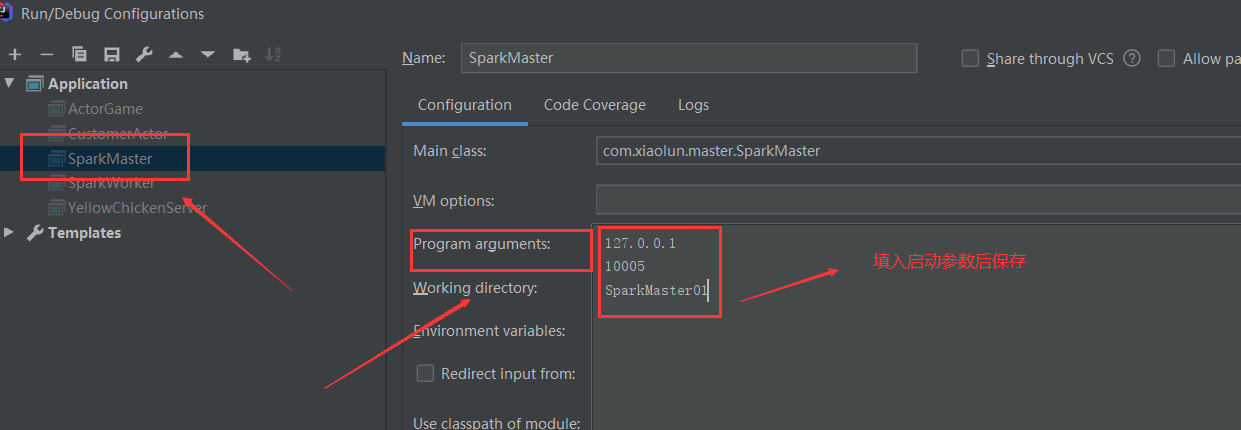 Run/Debug Configurations
Name: SparkMaster Share through VCS ? Allow pa
Application
ActorGame
CustomerActor
SparkMaster
SparkWorker
YellowChickenServer
Templates
Configuration Code Coverage Logs
Main class: com.xiaolun.master.SparkMaster
VM options:
Program arguments: 127.0.0.1
10005
SparkMaster01
填入启动参数后保存
Working directory:
Environment variables:
Redirect input from:
Use classpath of module: